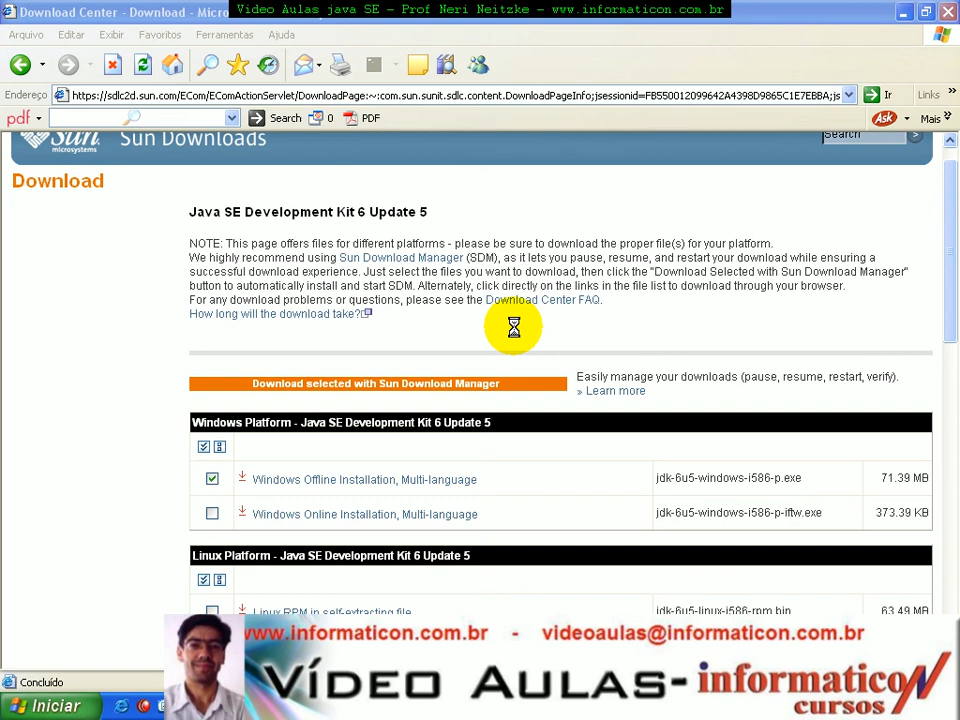 Download Center - Download - Micro
Vídeo Aulas java SE - Prof Neri Neitzke - www.informaticon.com.br
Arquivo Editar Exibir Favoritos Ferramentas Ajuda
Endereço https://sdlc2d.sun.com/ECom/EComActionServlet/DownloadPage:~:com.sun.sunit.sdlc.content.DownloadPageInfo;jsessionid=FB550012099642A4398D9865C1E7EBBA;js Ir Links »
pdf Search 0 PDF Ask Mais »
Sun microsystems Sun Downloads Search
Download
Java SE Development Kit 6 Update 5
NOTE: This page offers files for different platforms - please be sure to download the proper file(s) for your platform.
We highly recommend using Sun Download Manager (SDM), as it lets you pause, resume, and restart your download while ensuring a
successful download experience. Just select the files you want to download, then click the "Download Selected with Sun Download Manager"
button to automatically install and start SDM. Alternately, click directly on the links in the file list to download through your browser.
For any download problems or questions, please see the Download Center FAQ.
How long will the download take?
Download selected with Sun Download Manager
Easily manage your downloads (pause, resume, restart, verify).
» Learn more
Windows Platform - Java SE Development Kit 6 Update 5
Windows Offline Installation, Multi-language jdk-6u5-windows-i586-p.exe 71.39 MB
Windows Online Installation, Multi-language jdk-6u5-windows-i586-p-iftw.exe 373.39 KB
Linux Platform - Java SE Development Kit 6 Update 5
Linux RPM in self-extracting file jdk-6u5-linux-i586-rpm.bin 63.49 MB
www.informaticon.com.br - videoaulas@informaticon.com.br
Concluído
VÍDEO AULAS- informaticoN
cursos
Iniciar